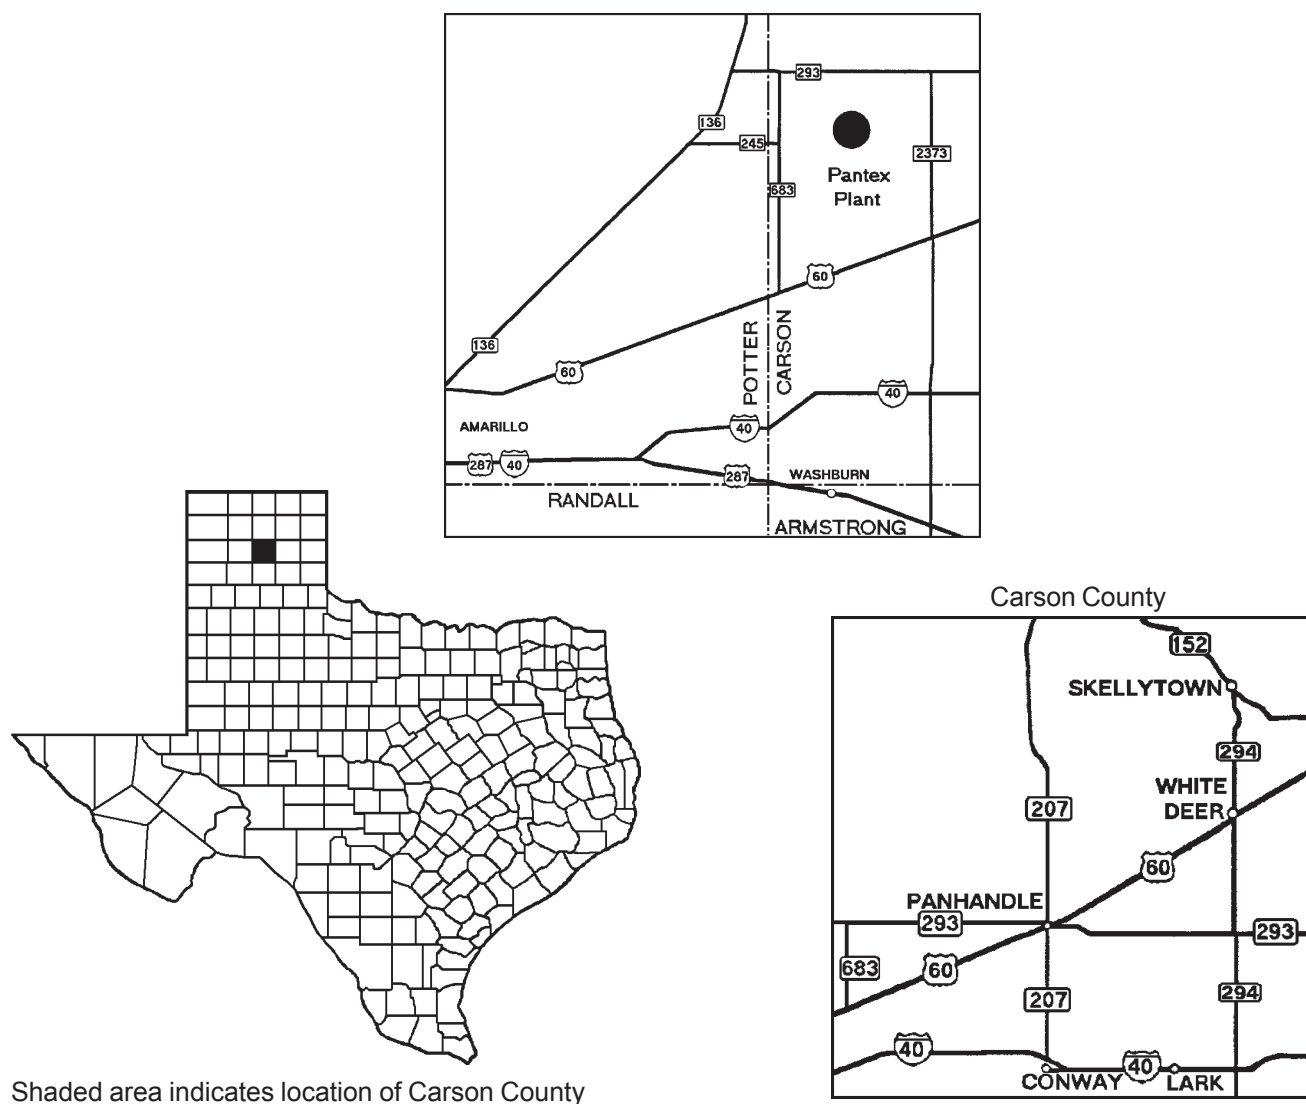 293
136
245
2373
Pantex
Plant
683
60
POTTER
CARSON
136
60
40
AMARILLO
40
287
40
287
WASHBURN
RANDALL
ARMSTRONG
Carson County
152
SKELLYTOWN
294
WHITE
DEER
207
60
PANHANDLE
293
293
683
60
207
294
40
CONWAY
40
LARK
Shaded area indicates location of Carson County